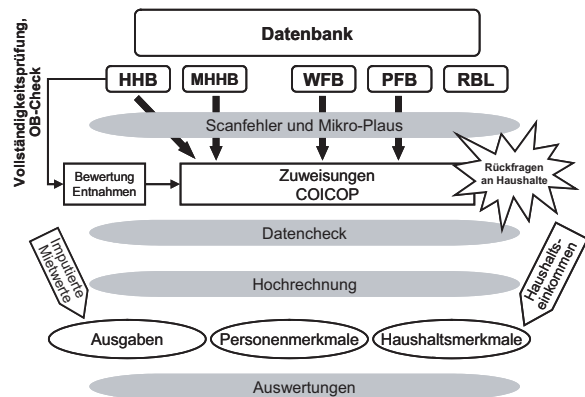 Datenbank
HHB MHHB WFB PFB RBL
Vollständigkeitsprüfung,
OB-Check
Scanfehler und Mikro-Plaus
Bewertung
Entnahmen
Zuweisungen
COICOP
Rückfragen
an Haushalte
Datencheck
Imputierte
Mietwerte
Hochrechnung
Haushalts-
einkommen
Ausgaben Personenmerkmale Haushaltsmerkmale
Auswertungen